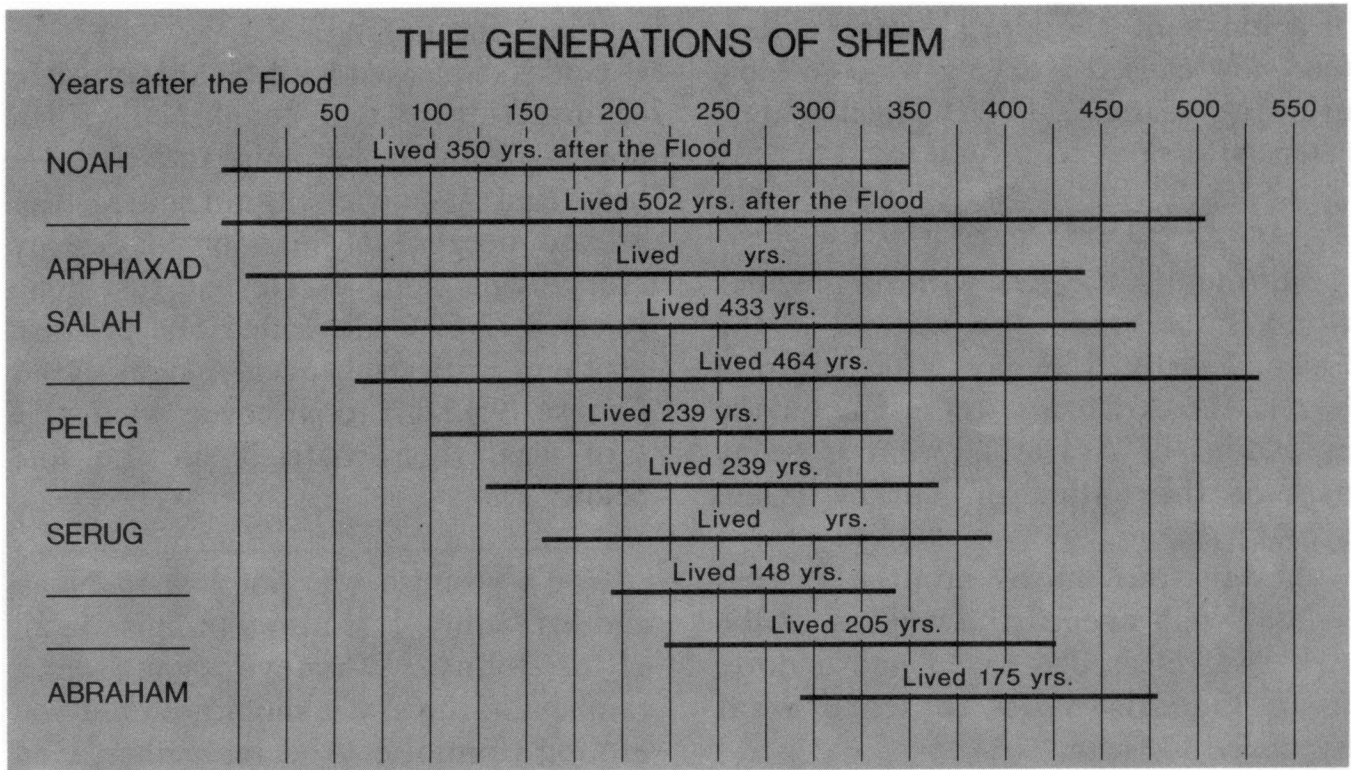 THE GENERATIONS OF SHEM
Years after the Flood
50 100 150 200 250 300 350 400 450 500 550
NOAH Lived 350 yrs. after the Flood
Lived 502 yrs. after the Flood
ARPHAXAD Lived yrs.
SALAH Lived 433 yrs.
Lived 464 yrs.
PELEG Lived 239 yrs.
Lived 239 yrs.
SERUG Lived yrs.
Lived 148 yrs.
Lived 205 yrs.
ABRAHAM Lived 175 yrs.